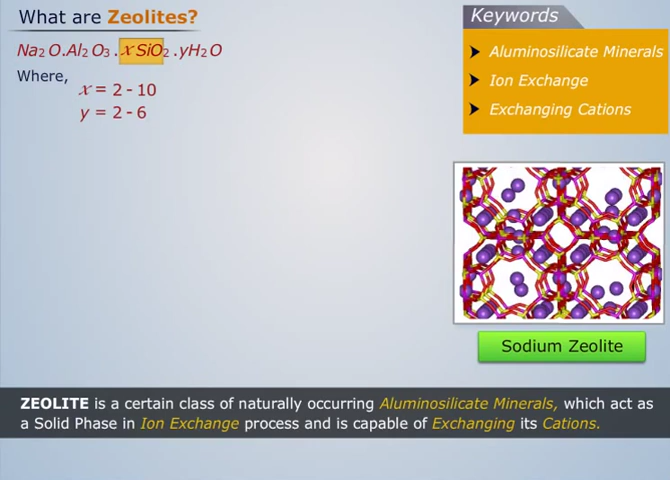 What are Zeolites?
Na2O.Al2O3.xSiO2.yH2O
Where,
x = 2 - 10
y = 2 - 6
Keywords
Aluminosilicate Minerals
Ion Exchange
Exchanging Cations
Sodium Zeolite
ZEOLITE is a certain class of naturally occurring Aluminosilicate Minerals, which act as
a Solid Phase in Ion Exchange process and is capable of Exchanging its Cations.